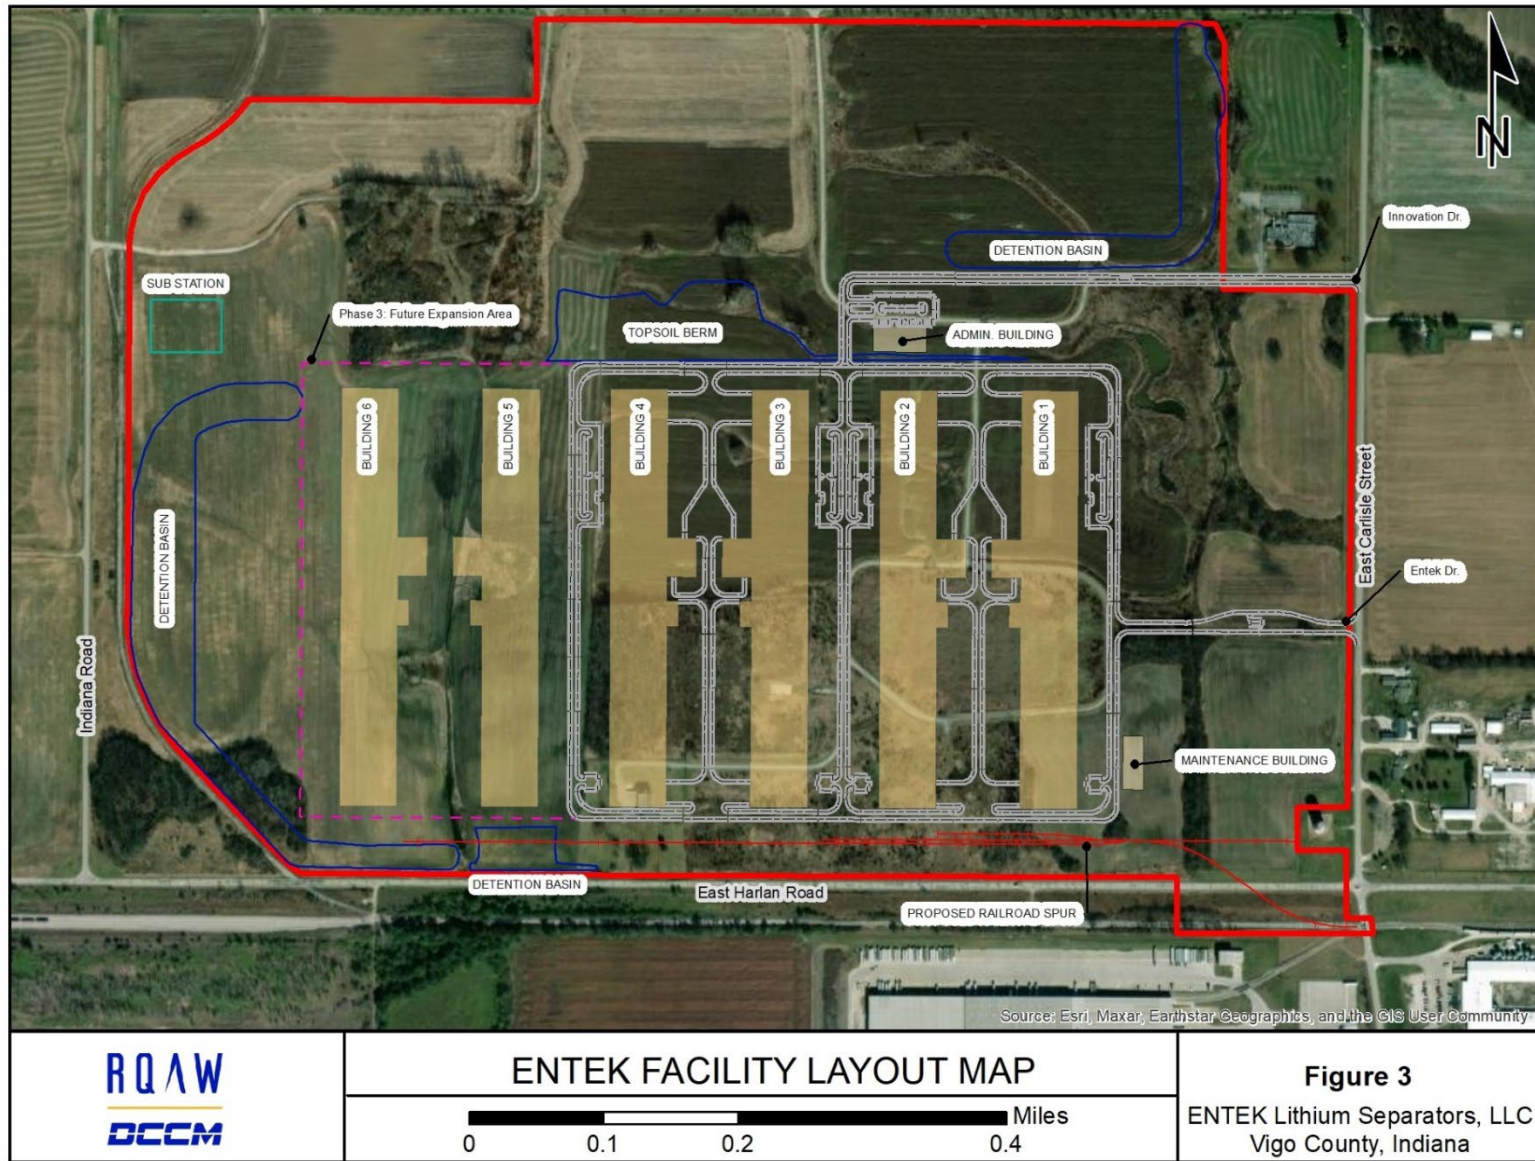 N
Innovation Dr.
DETENTION BASIN
SUB STATION
Phase 3: Future Expansion Area
TOPSOIL BERM
ADMIN. BUILDING
BUILDING 6
BUILDING 5
BUILDING 4
BUILDING 3
BUILDING 2
BUILDING 1
East Carlisle Street
DETENTION BASIN
Entek Dr.
Indiana Road
MAINTENANCE BUILDING
DETENTION BASIN
East Harlan Road
PROPOSED RAILROAD SPUR
Source: Esri, Maxar, Earthstar Geographics, and the GIS User Community
RQAW
DCCM
ENTEK FACILITY LAYOUT MAP
Miles
0 0.1 0.2 0.4
Figure 3
ENTEK Lithium Separators, LLC
Vigo County, Indiana